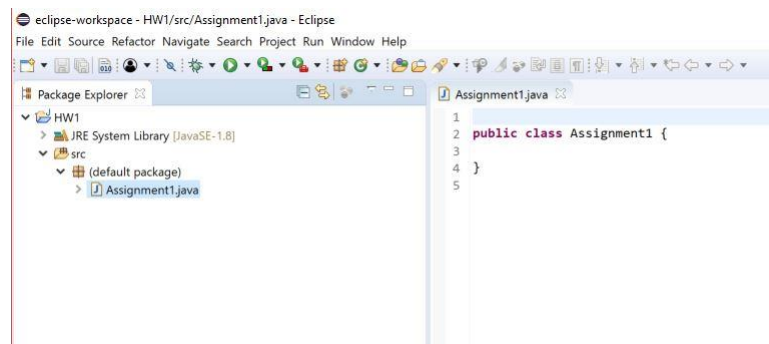 eclipse-workspace - HW1/src/Assignment1.java - Eclipse
File Edit Source Refactor Navigate Search Project Run Window Help
Package Explorer
HW1
JRE System Library [JavaSE-1.8]
src
(default package)
Assignment1.java
Assignment1.java
1
2 public class Assignment1 {
3
4 }
5